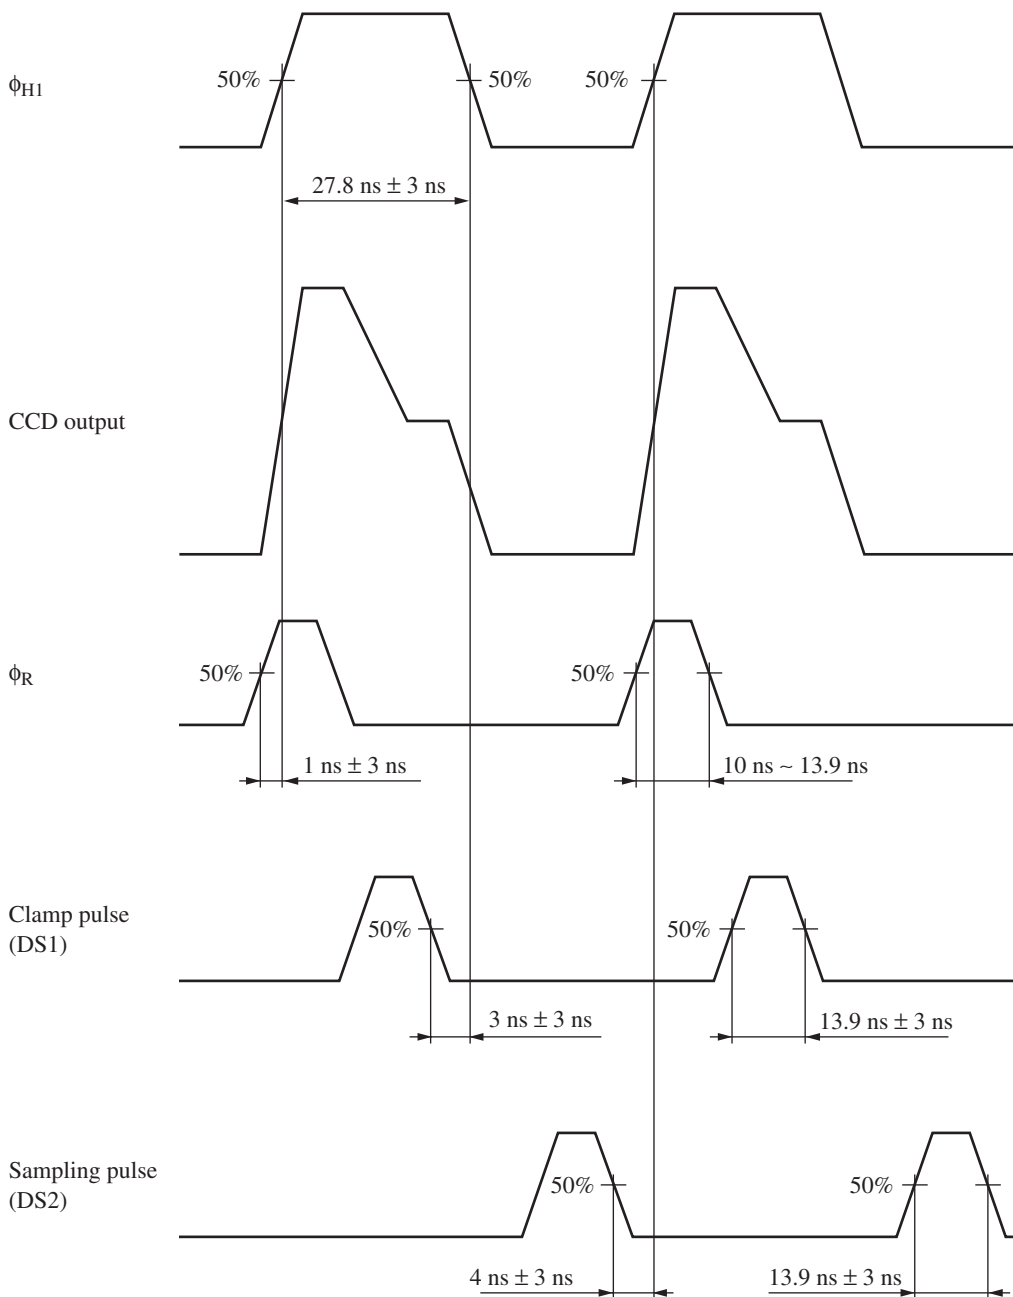 50%
50%
50%
ϕH1
27.8 ns ± 3 ns
CCD output
50%
50%
ϕR
1 ns ± 3 ns
10 ns ~ 13.9 ns
Clamp pulse
(DS1)
50%
50%
3 ns ± 3 ns
13.9 ns ± 3 ns
Sampling pulse
(DS2)
50%
50%
4 ns ± 3 ns
13.9 ns ± 3 ns